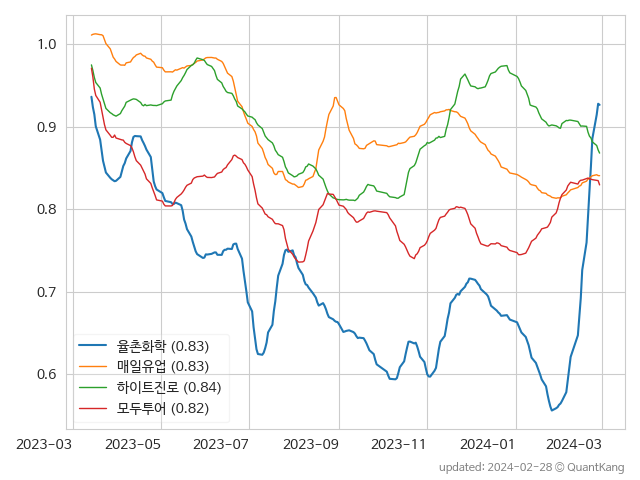 1.0
0.9
0.8
0.7
0.6
율촌화학 (0.83)
매일유업 (0.83)
하이트진로 (0.84)
모두투어 (0.82)
2023-03 2023-05 2023-07 2023-09 2023-11 2024-01 2024-03
updated: 2024-02-28 © QuantKang